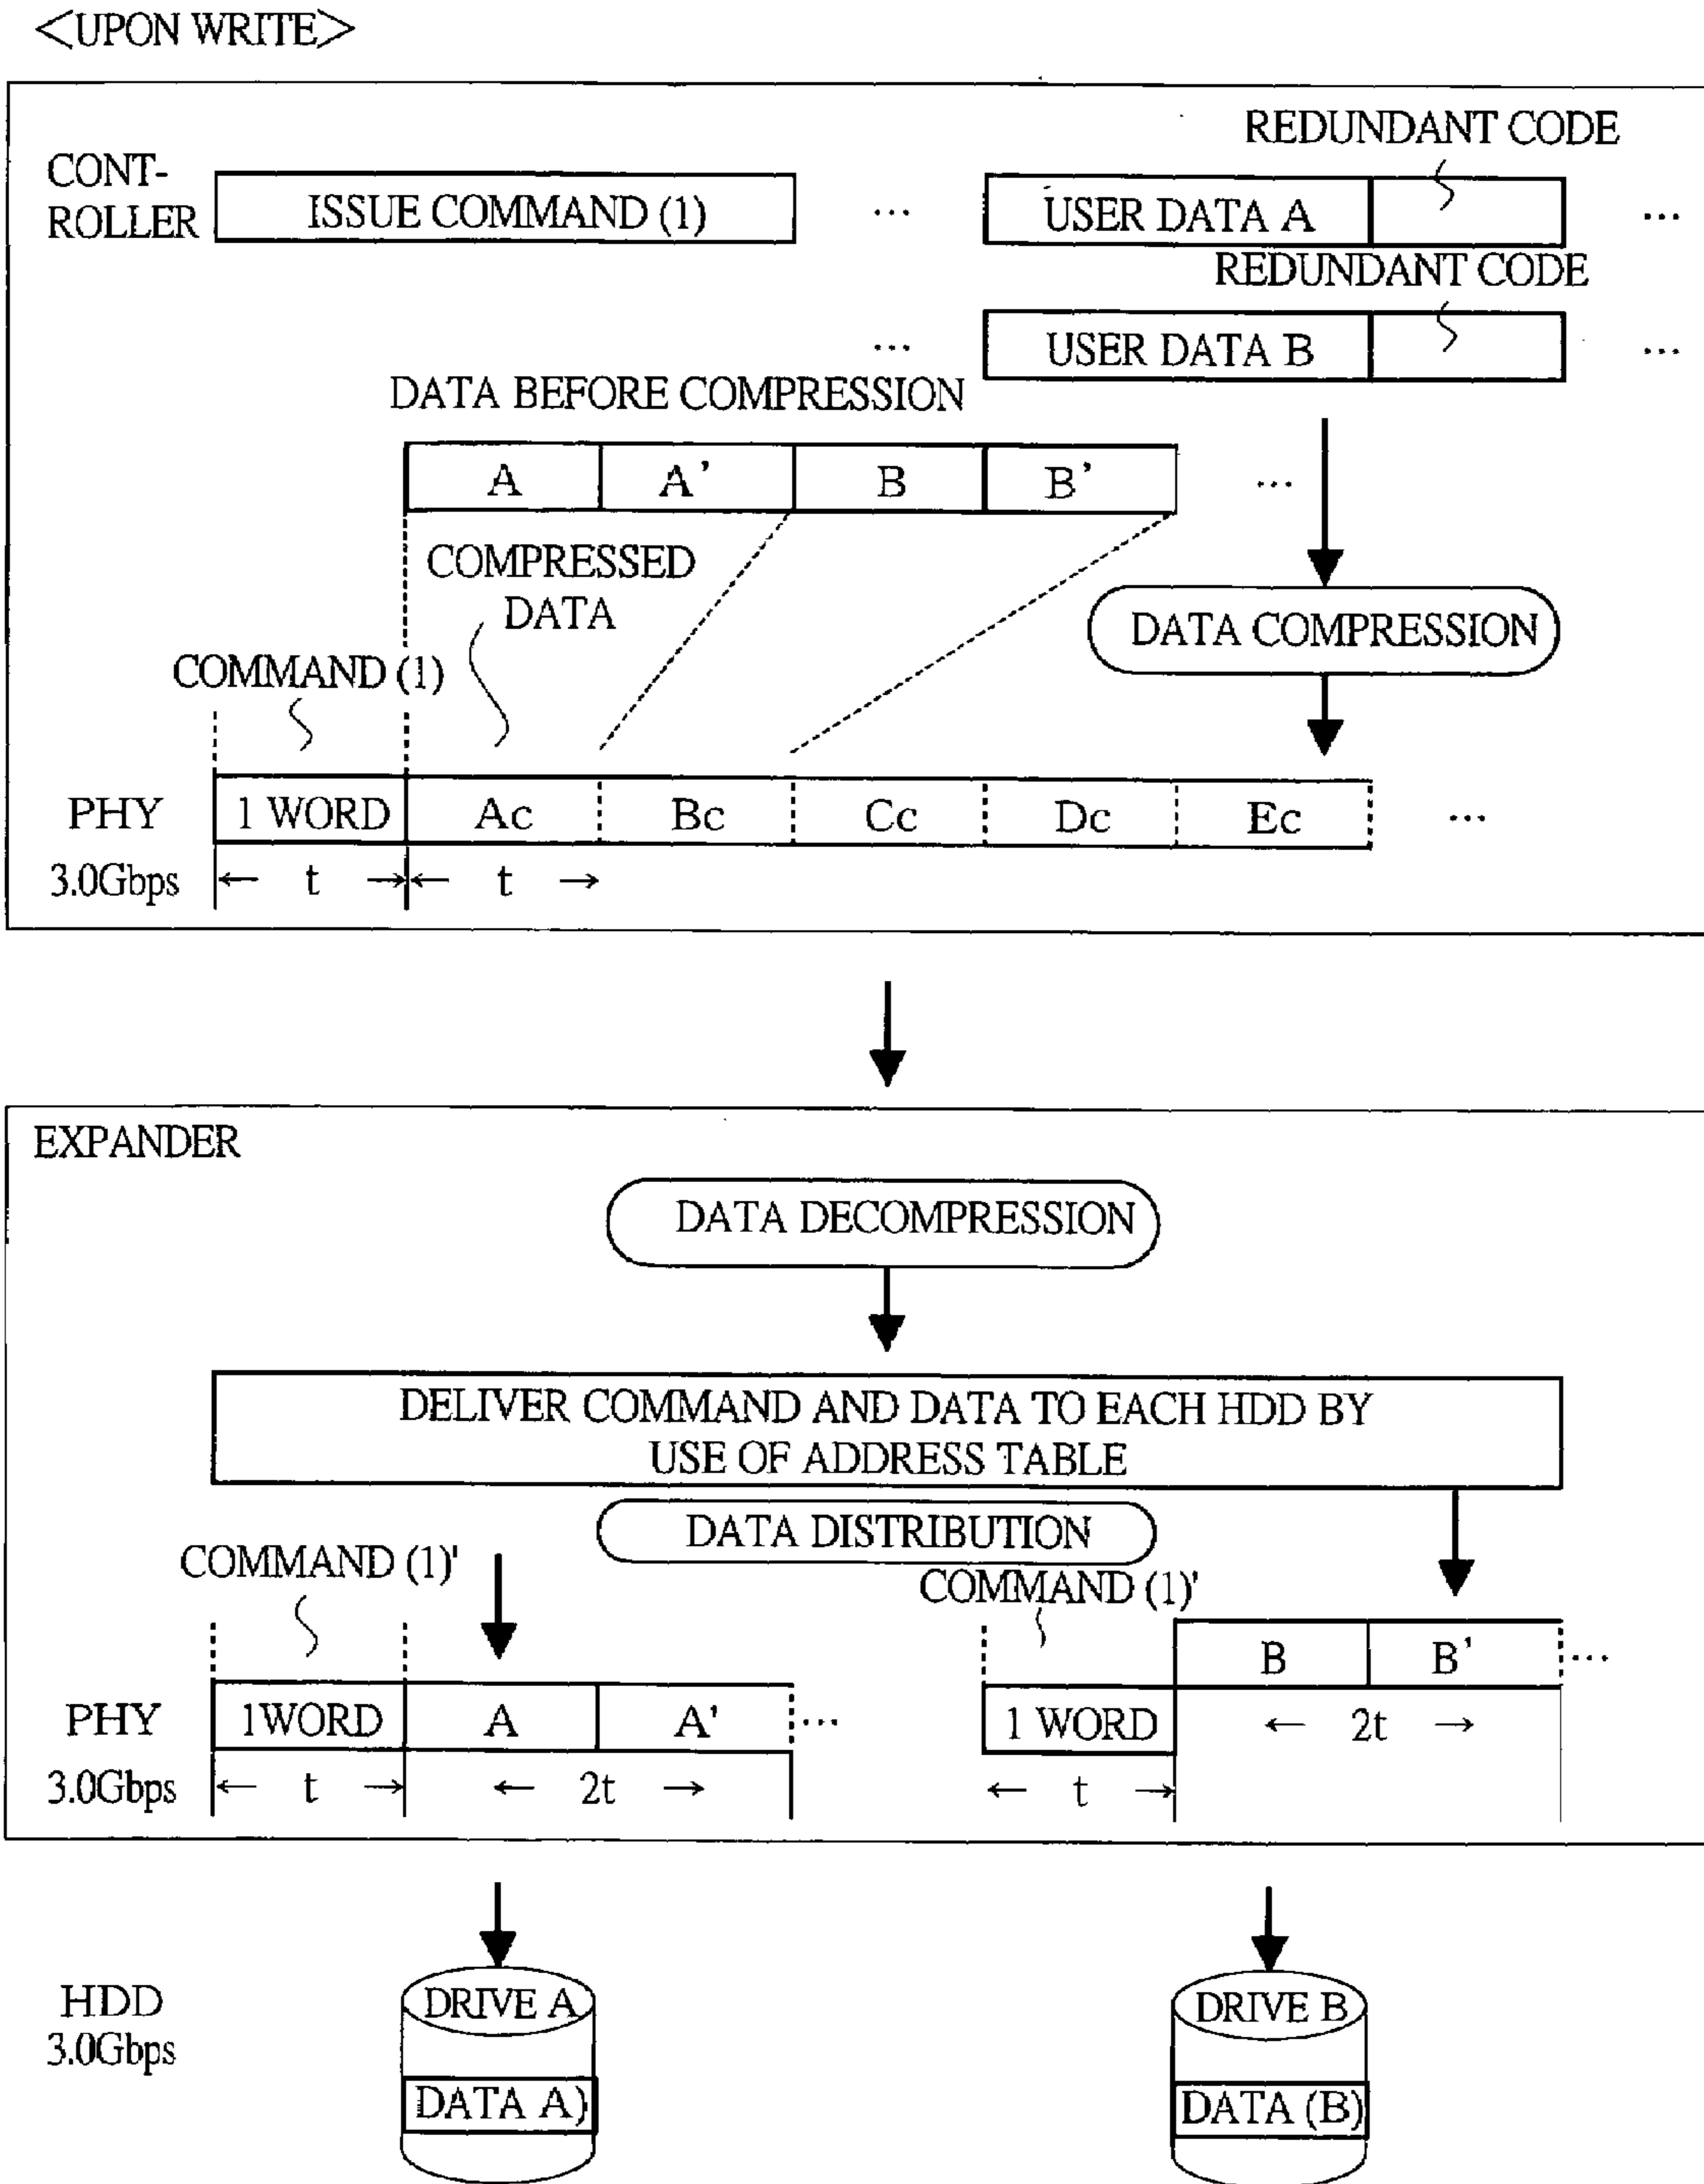 <UPON WRITE>
REDUNDANT CODE
CONT-
ROLLER
ISSUE COMMAND (1)
...
USER DATA A
...
REDUNDANT CODE
...
USER DATA B
...
DATA BEFORE COMPRESSION
A
A'
B
B'
...
COMPRESSED
DATA
DATA COMPRESSION
COMMAND (1)
PHY
1 WORD
Ac
Bc
Cc
Dc
Ec
...
3.0Gbps
← t →
← t →
EXPANDER
DATA DECOMPRESSION
DELIVER COMMAND AND DATA TO EACH HDD BY
USE OF ADDRESS TABLE
DATA DISTRIBUTION
COMMAND (1)'
COMMAND (1)'
B
B'
...
PHY
1WORD
A
A'
...
1 WORD
← 2t →
3.0Gbps
← t →
← 2t →
← t →
HDD
3.0Gbps
DRIVE A
DRIVE B
DATA A)
DATA (B)